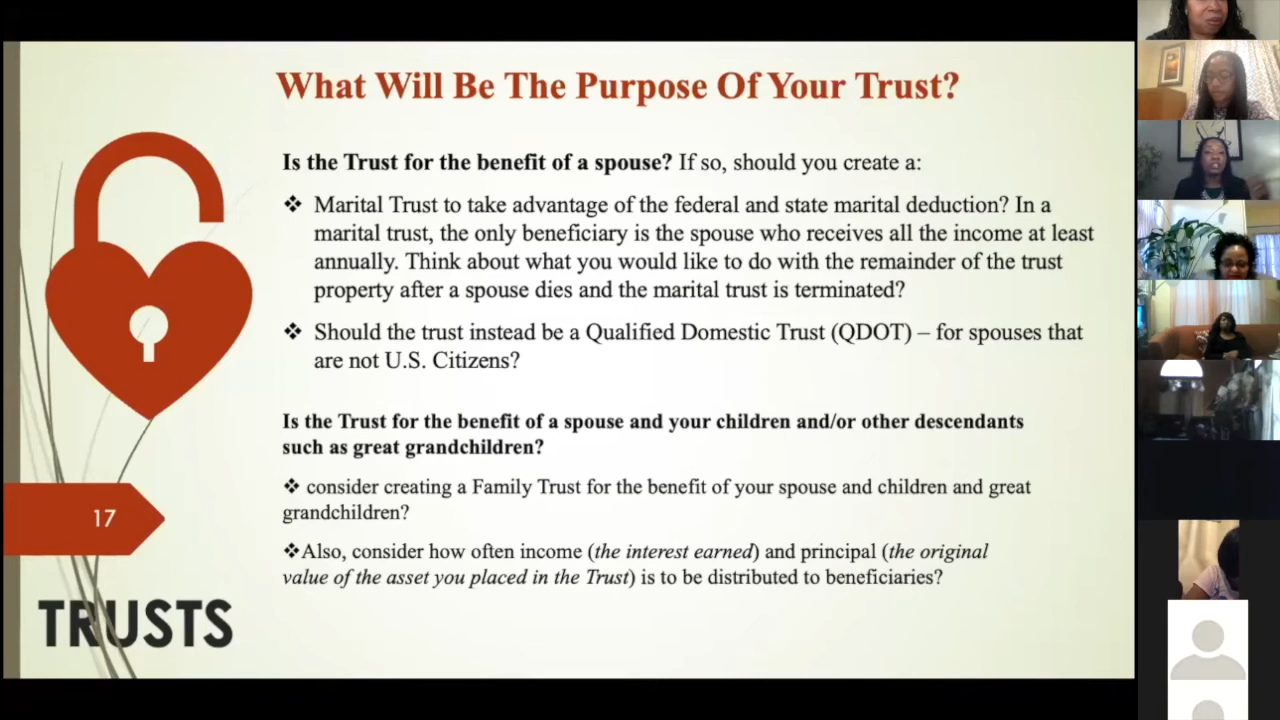 What Will Be The Purpose Of Your Trust?
Is the Trust for the benefit of a spouse? If so, should you create a:
❖ Marital Trust to take advantage of the federal and state marital deduction? In a
marital trust, the only beneficiary is the spouse who receives all the income at least
annually. Think about what you would like to do with the remainder of the trust
property after a spouse dies and the marital trust is terminated?
❖ Should the trust instead be a Qualified Domestic Trust (QDOT) – for spouses that
are not U.S. Citizens?
Is the Trust for the benefit of a spouse and your children and/or other descendants
such as great grandchildren?
❖ consider creating a Family Trust for the benefit of your spouse and children and great
grandchildren?
❖Also, consider how often income (the interest earned) and principal (the original
value of the asset you placed in the Trust) is to be distributed to beneficiaries?
17
TRUSTS